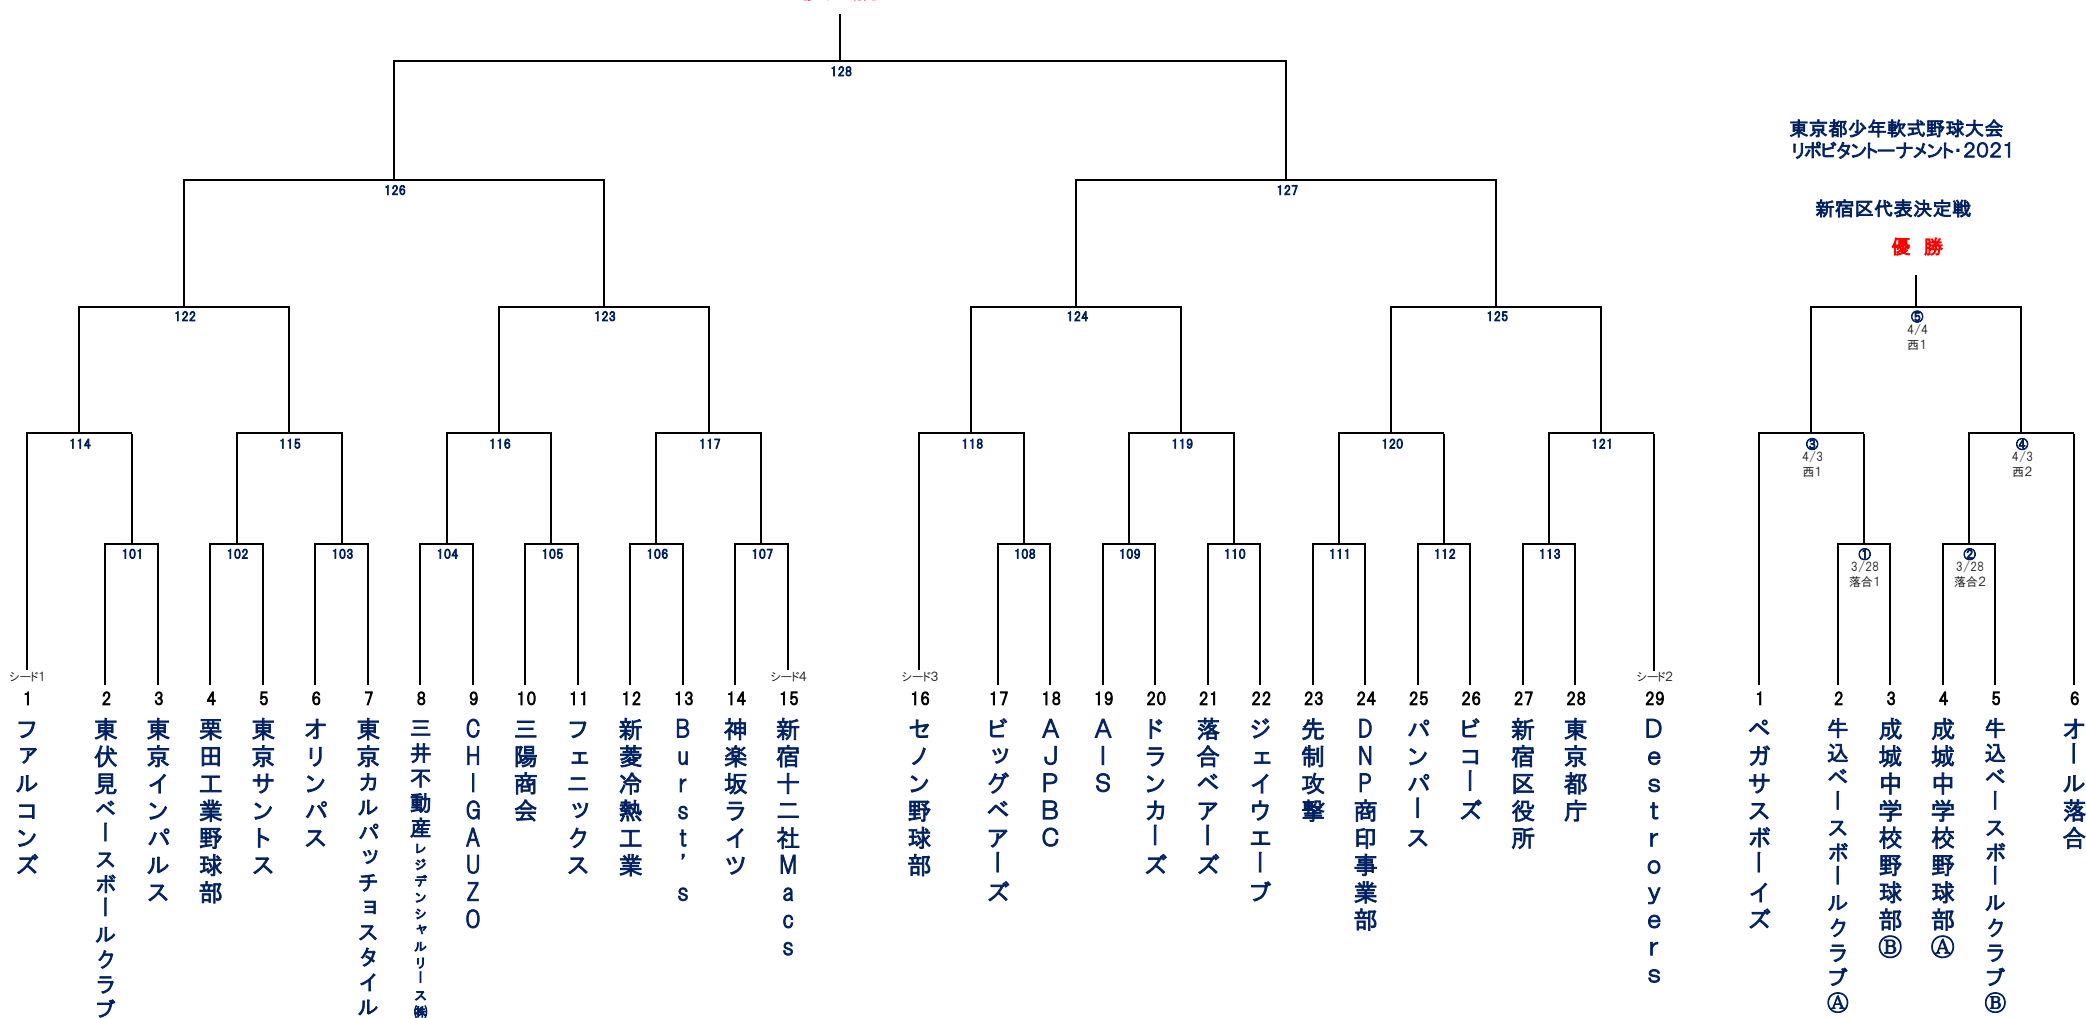 128
126
127
122
123
124
125
114
115
116
117
118
119
120
121
101
102
103
104
105
106
107
108
109
110
111
112
113
シード1
シード4
シード3
シード2
1
2
3
4
5
6
7
8
9
10
11
12
13
14
15
16
17
18
19
20
21
22
23
24
25
26
27
28
29
ファルコンズ
東伏見ベースボールクラブ
東京インパルス
栗田工業野球部
東京サントス
オリンパス
東京カルパッチョスタイル
三井不動産レジデンシャルリース㈱
CHIGAUZO
三陽商会
フェニックス
新菱冷熱工業
Burst’s
神楽坂ライツ
新宿十二社Macs
セノン野球部
ビッグベアーズ
AJPBC
AIS
ドランカーズ
落合ベアーズ
ジェイウエーブ
先制攻撃
DNP商印事業部
パンパース
ビコーズ
新宿区役所
東京都庁
Destroyers
東京都少年軟式野球大会
リポビタントーナメント・2021
新宿区代表決定戦
優 勝
⑤
4/4
西1
③
4/3
西1
④
4/3
西2
①
3/28
落合1
②
3/28
落合2
1
2
3
4
5
6
ペガサスボーイズ
牛込ベースボールクラブⒶ
成城中学校野球部Ⓑ
成城中学校野球部Ⓐ
牛込ベースボールクラブⒷ
オール落合